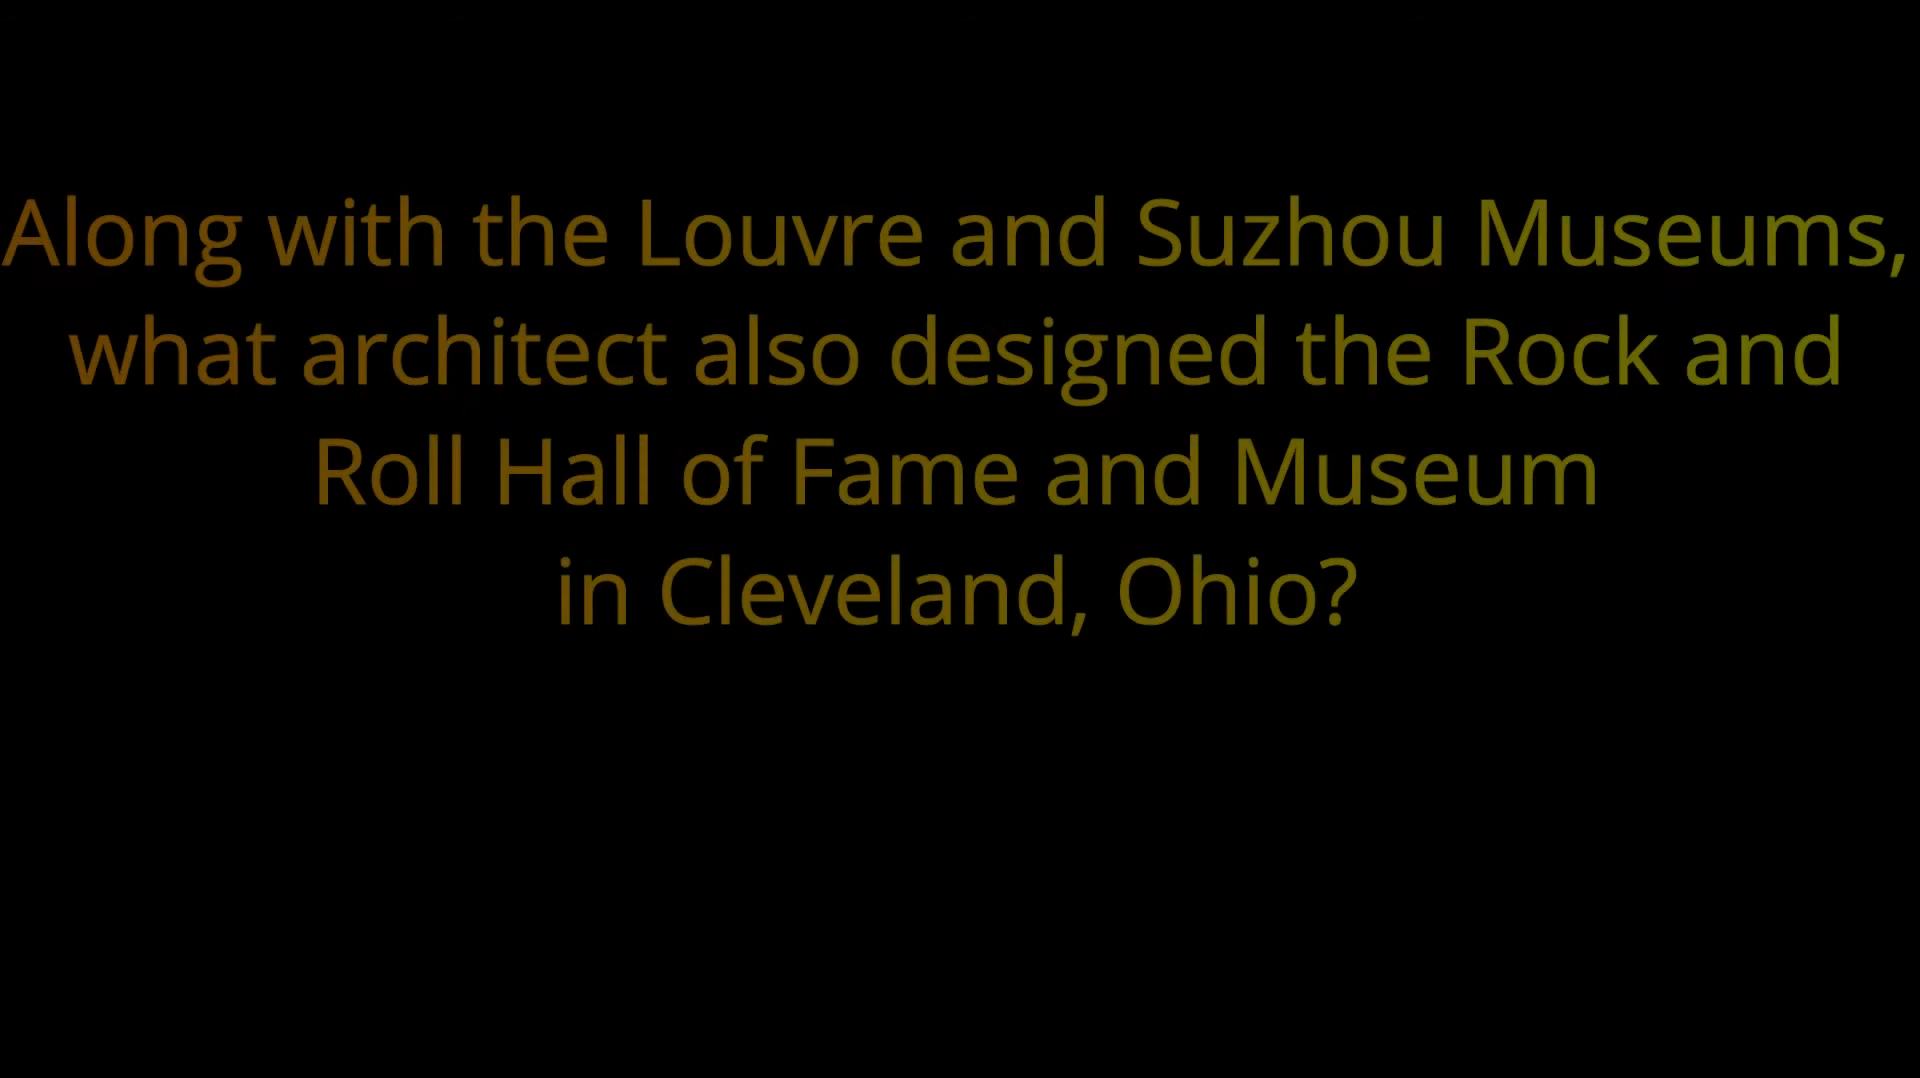 Along with the Louvre and Suzhou Museums,
what architect also designed the Rock and
Roll Hall of Fame and Museum
in Cleveland, Ohio?